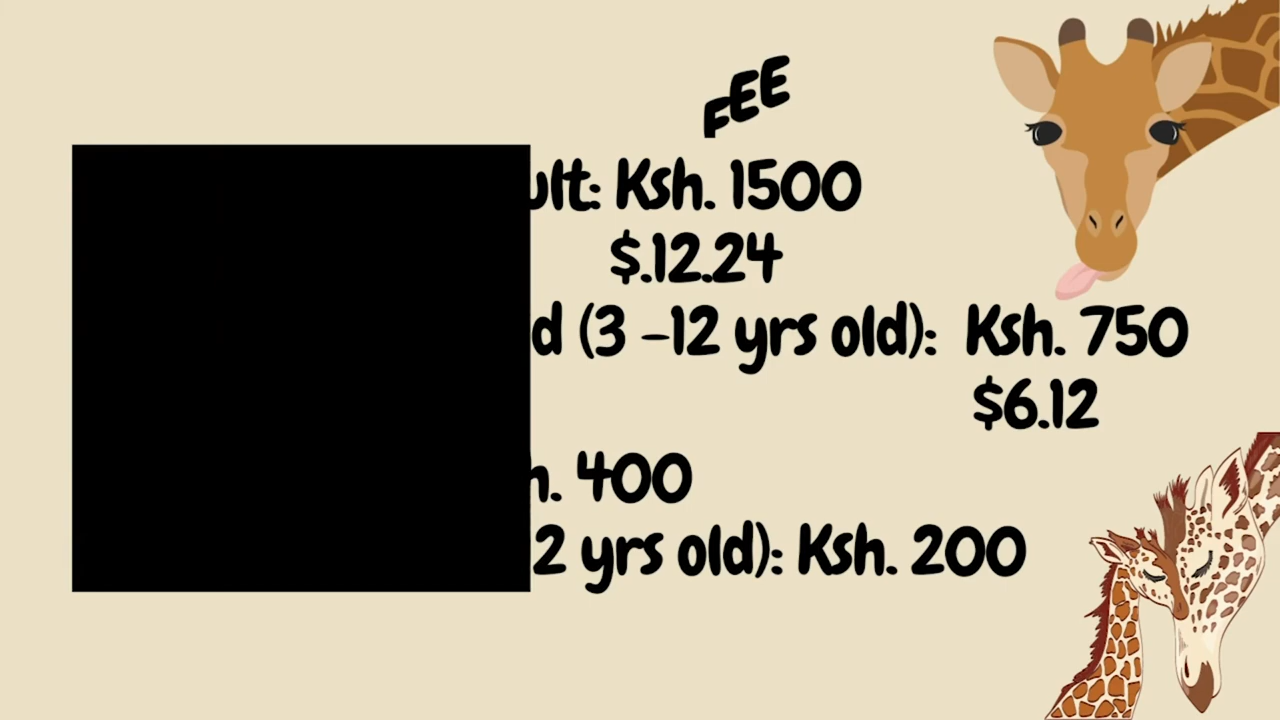 FEE
ult: Ksh. 1500
$.12.24
d (3 –12 yrs old): Ksh. 750
$6.12
h. 400
2 yrs old): Ksh. 200